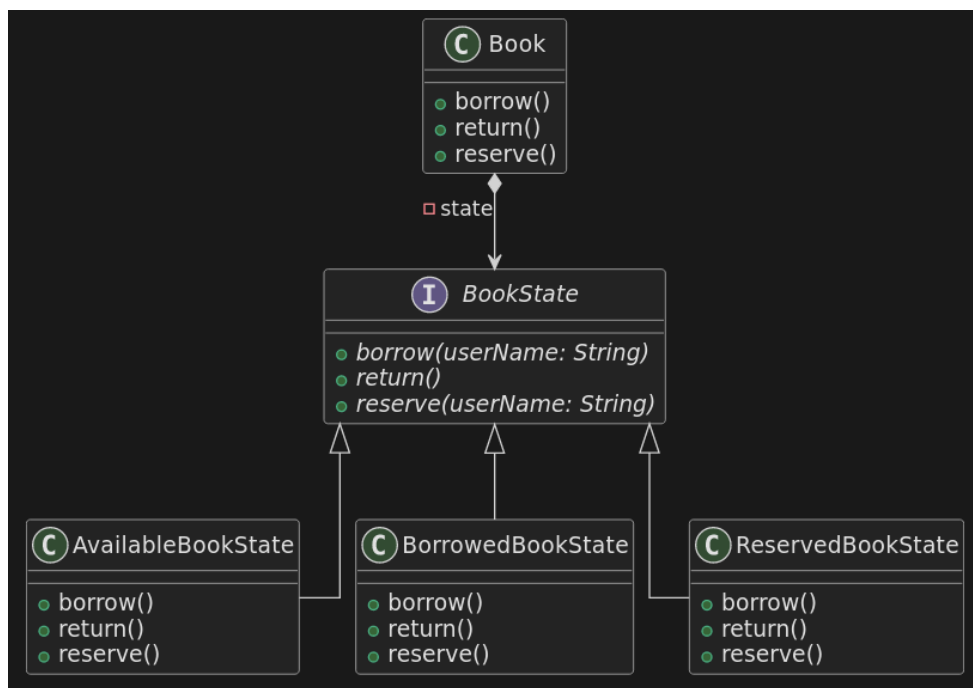 C Book
borrow()
return()
reserve()
state
I BookState
borrow(userName: String)
return()
reserve(userName: String)
C AvailableBookState
borrow()
return()
reserve()
C BorrowedBookState
borrow()
return()
reserve()
C ReservedBookState
borrow()
return()
reserve()